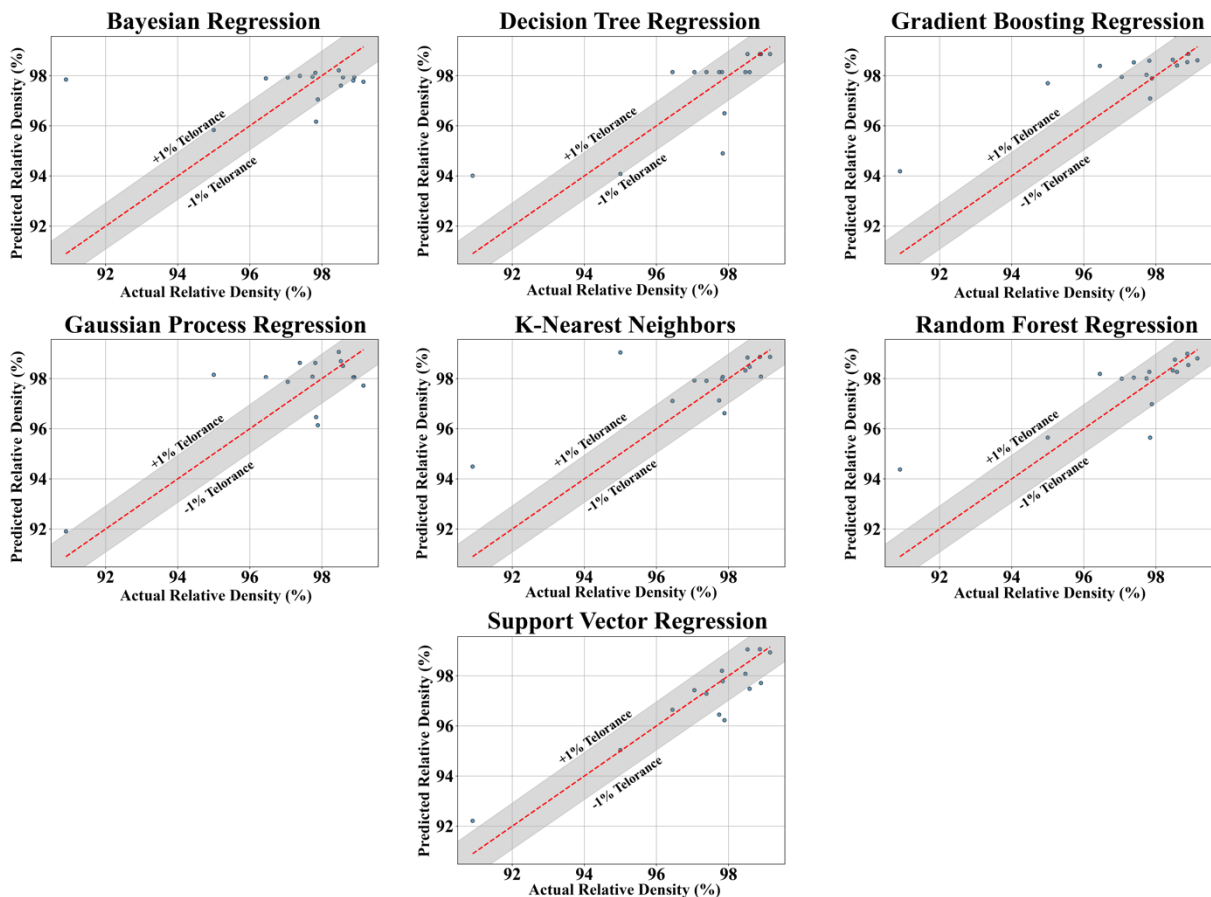 Bayesian Regression
Predicted Relative Density (%)
98
96
94
92
+1% Telorance
-1% Telorance
92 94 96 98
Actual Relative Density (%)
Decision Tree Regression
Predicted Relative Density (%)
98
96
94
92
+1% Telorance
-1% Telorance
92 94 96 98
Actual Relative Density (%)
Gradient Boosting Regression
Predicted Relative Density (%)
98
96
94
92
+1% Telorance
-1% Telorance
92 94 96 98
Actual Relative Density (%)
Gaussian Process Regression
Predicted Relative Density (%)
98
96
94
92
+1% Telorance
-1% Telorance
92 94 96 98
Actual Relative Density (%)
K-Nearest Neighbors
Predicted Relative Density (%)
98
96
94
92
+1% Telorance
-1% Telorance
92 94 96 98
Actual Relative Density (%)
Random Forest Regression
Predicted Relative Density (%)
98
96
94
92
+1% Telorance
-1% Telorance
92 94 96 98
Actual Relative Density (%)
Support Vector Regression
Predicted Relative Density (%)
98
96
94
92
+1% Telorance
-1% Telorance
92 94 96 98
Actual Relative Density (%)